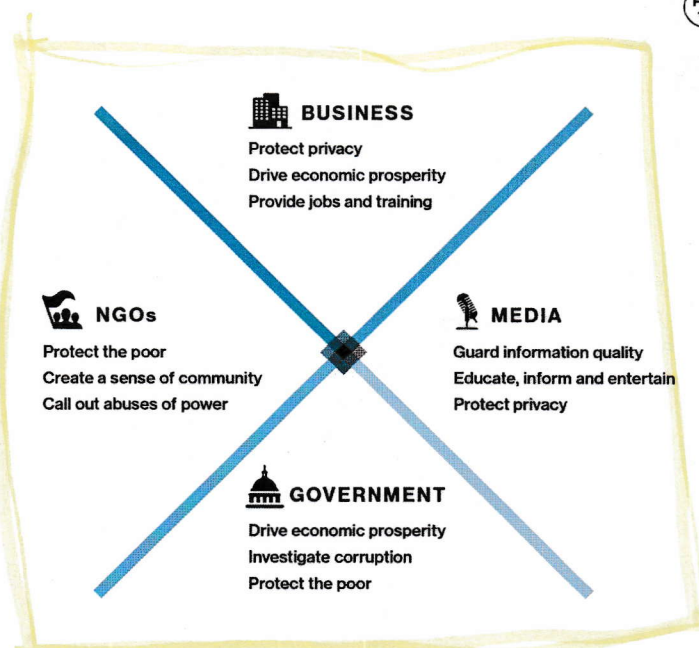 BUSINESS
Protect privacy
Drive economic prosperity
Provide jobs and training
NGOs
Protect the poor
Create a sense of community
Call out abuses of power
MEDIA
Guard information quality
Educate, inform and entertain
Protect privacy
GOVERNMENT
Drive economic prosperity
Investigate corruption
Protect the poor